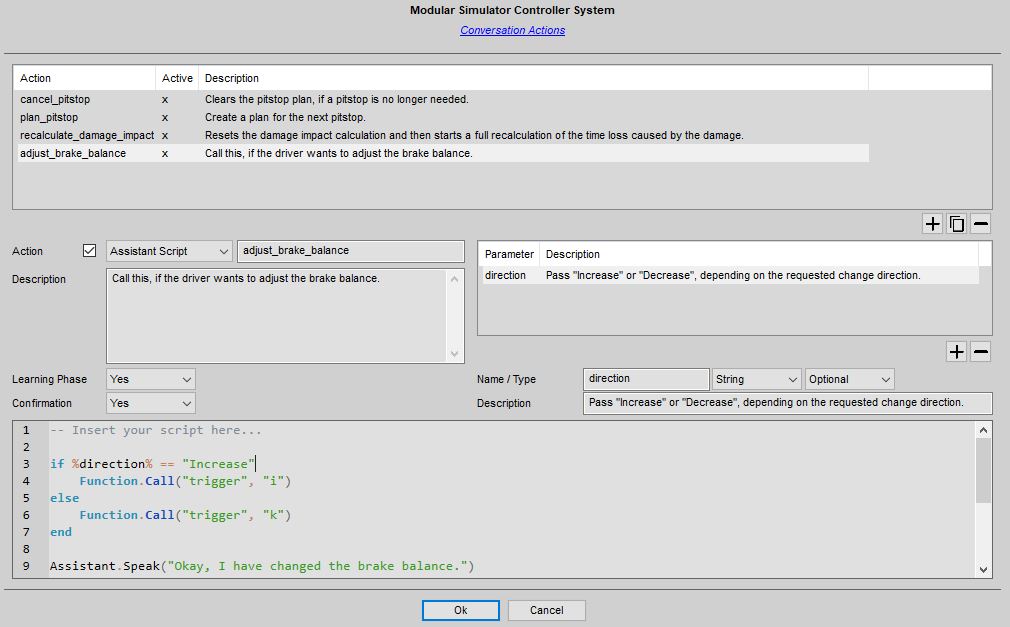 Modular Simulator Controller System
Conversation Actions
Action Active Description
cancel_pitstop x Clears the pitstop plan, if a pitstop is no longer needed.
plan_pitstop x Create a plan for the next pitstop.
recalculate_damage_impact x Resets the damage impact calculation and then starts a full recalculation of the time loss caused by the damage.
adjust_brake_balance x Call this, if the driver wants to adjust the brake balance.
Action Assistant Script adjust_brake_balance
Description Call this, if the driver wants to adjust the brake balance.
Parameter Description
direction Pass "Increase" or "Decrease", depending on the requested change direction.
Learning Phase Yes
Confirmation Yes
Name / Type direction String Optional
Description Pass "Increase" or "Decrease", depending on the requested change direction.
1 -- Insert your script here...
2
3 if %direction% == "Increase"
4 Function.Call("trigger", "i")
5 else
6 Function.Call("trigger", "k")
7 end
8
9 Assistant.Speak("Okay, I have changed the brake balance.")
Ok Cancel